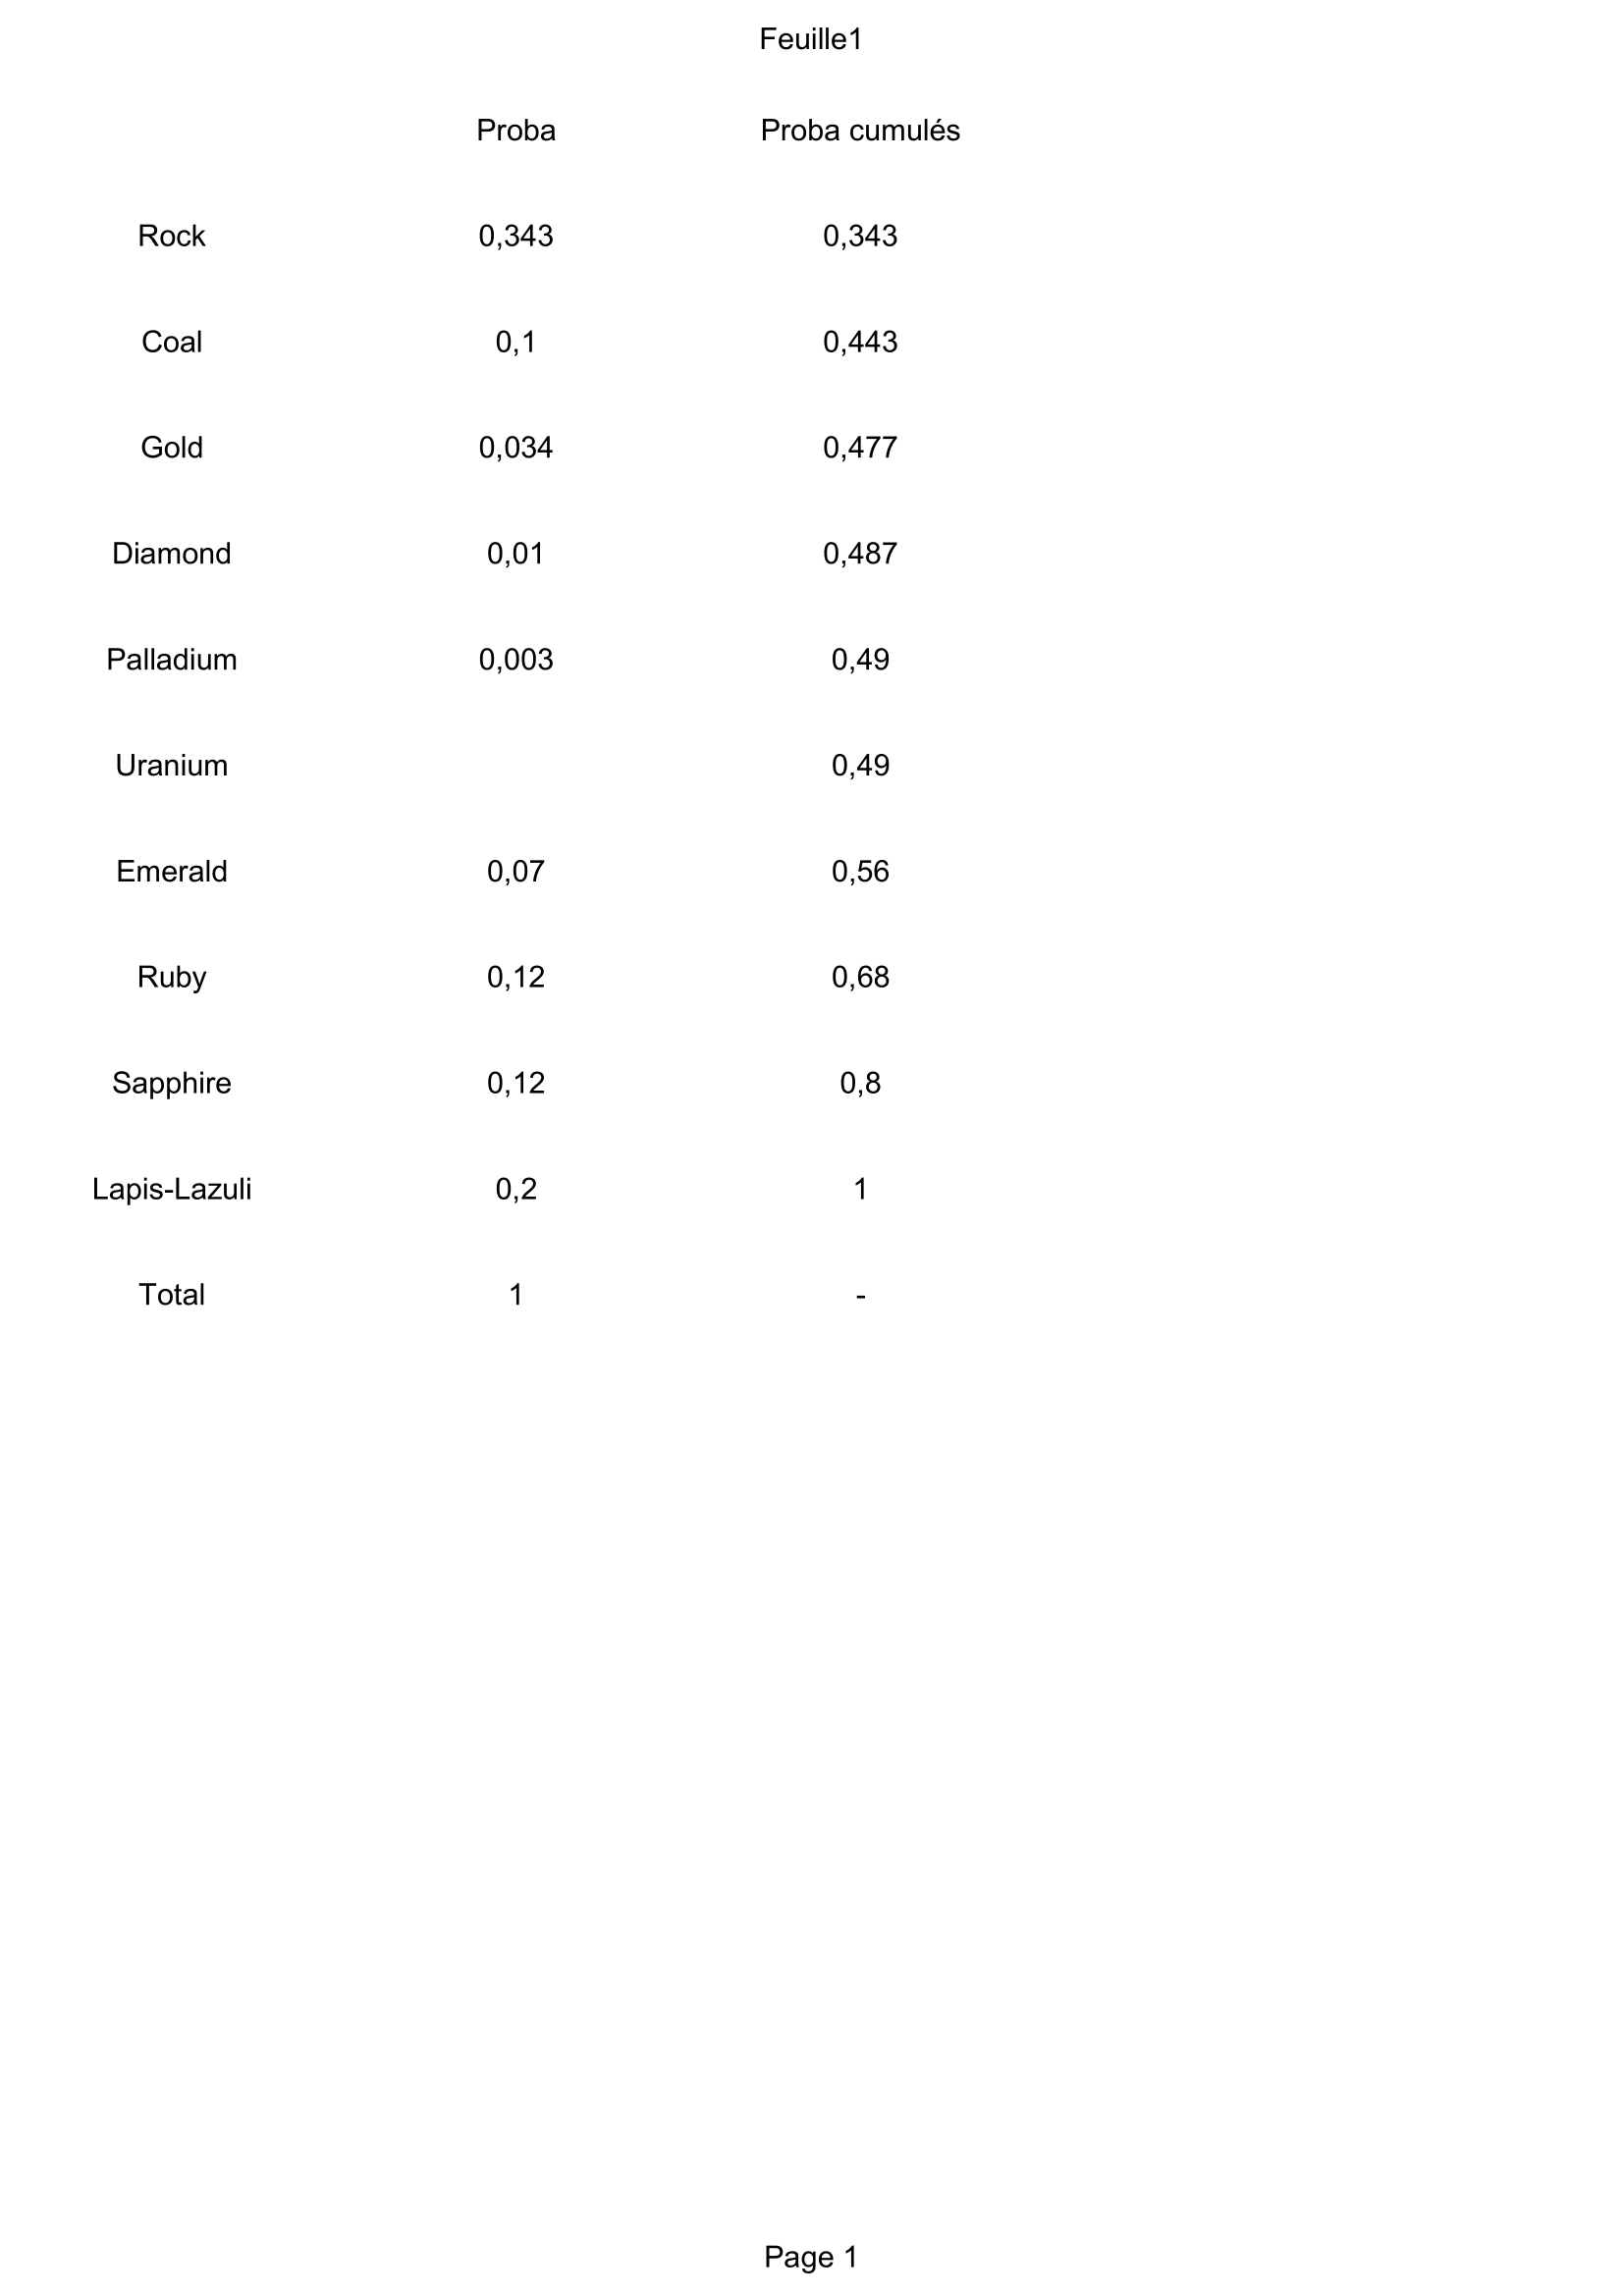 Feuille1
Proba Proba cumulés
Rock 0,343 0,343
Coal 0,1 0,443
Gold 0,034 0,477
Diamond 0,01 0,487
Palladium 0,003 0,49
Uranium 0,49
Emerald 0,07 0,56
Ruby 0,12 0,68
Sapphire 0,12 0,8
Lapis-Lazuli 0,2 1
Total 1 -
Page 1